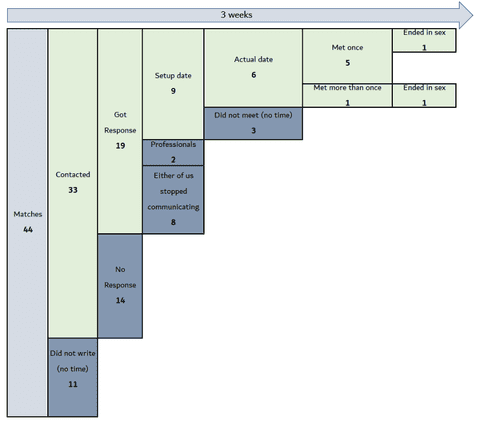 3 weeks
Matches
44
Contacted
33
Did not write
(no time)
11
Got
Response
19
No
Response
14
Setup date
9
Professionals
2
Either of us
stopped
communicating
8
Actual date
6
Did not meet (no time)
3
Met once
5
Met more than once
1
Ended in sex
1
Ended in sex
1